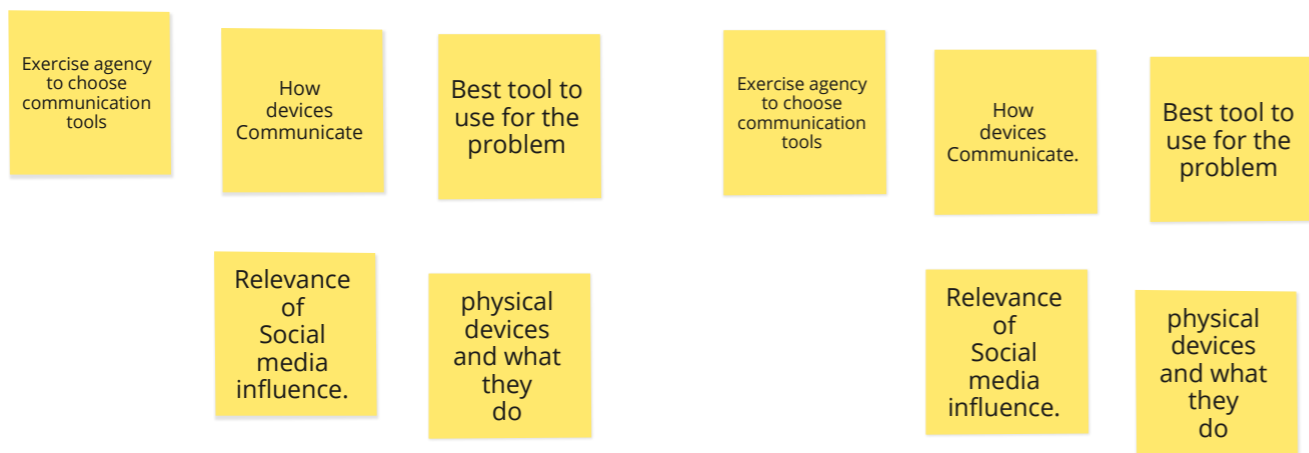 Exercise agency
to choose
communication
tools
How
devices
Communicate
Best tool to
use for the
problem
Relevance
of
Social
media
influence.
physical
devices
and what
they
do
Exercise agency
to choose
communication
tools
How
devices
Communicate.
Best tool to
use for the
problem
Relevance
of
Social
media
influence.
physical
devices
and what
they
do